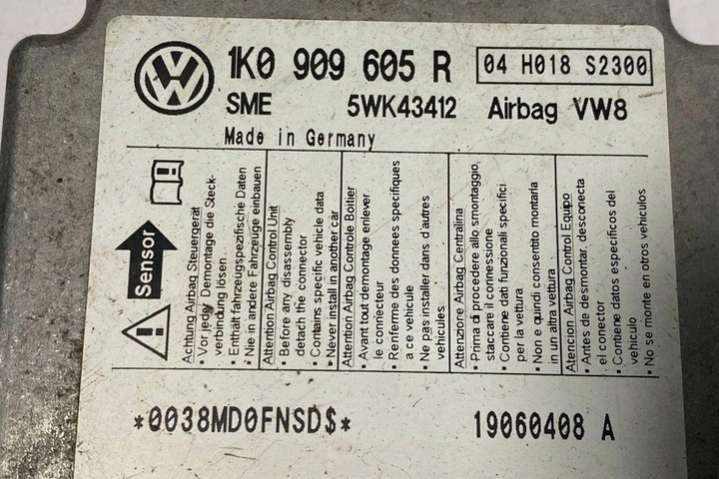 1K0 909 605 R
04 H018 S2300
SME 5WK43412 Airbag VW8
Made in Germany
Sensor
Achtung Airbag Steuergerät
• Vor jeder Demontage die Steck-
verbindung lösen.
• Enthält fahrzeugspezifische Daten
• Nie in andere Fahrzeuge einbauen
Attention Airbag Control Unit
• Before any disassembly
detach the connector
• Contains specific vehicle data
• Never install in another car
Attention Airbag Controle Boitier
• Avant tout demontage enlever
le connecteur
• Renferme des donnees specifiques
a ce vehicule
• Ne pas installer dans d'autres
vehicules
Attenzione Airbag Centralina
• Prima di procedere allo smontaggio,
staccare il connessione
• Contiene dati funzionali specifici
per la vettura
• Non e quindi consentito montarla
in un altra vettura
Atencion Airbag Control Equipo
• Antes de desmontar, desconecta
el conector
• Contiene datos especificos del
vehiculo
• No se monte en otros vehiculos
*0038MD0FNSD$*
19060408 A